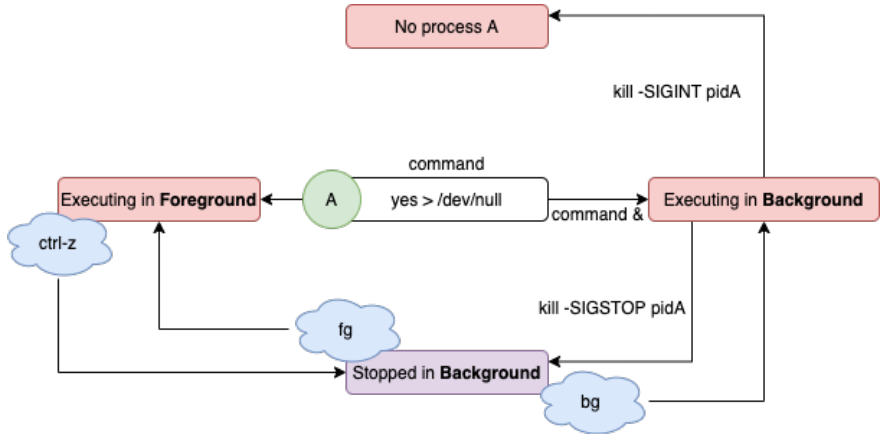 No process A
kill -SIGINT pidA
command
Executing in Foreground
A
yes > /dev/null
Executing in Background
command &
ctrl-z
kill -SIGSTOP pidA
fg
Stopped in Background
bg